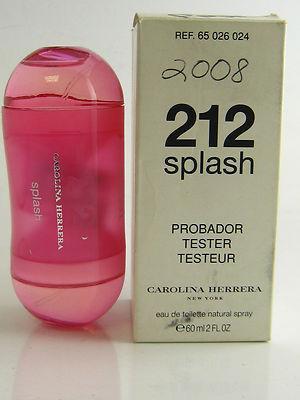 splash
CAROLINA HERRERA
REF. 65 026 024
2008
212
splash
PROBADOR
TESTER
TESTEUR
CAROLINA HERRERA
NEW YORK
eau de toilette natural spray
℮60 ml 2 FL OZ